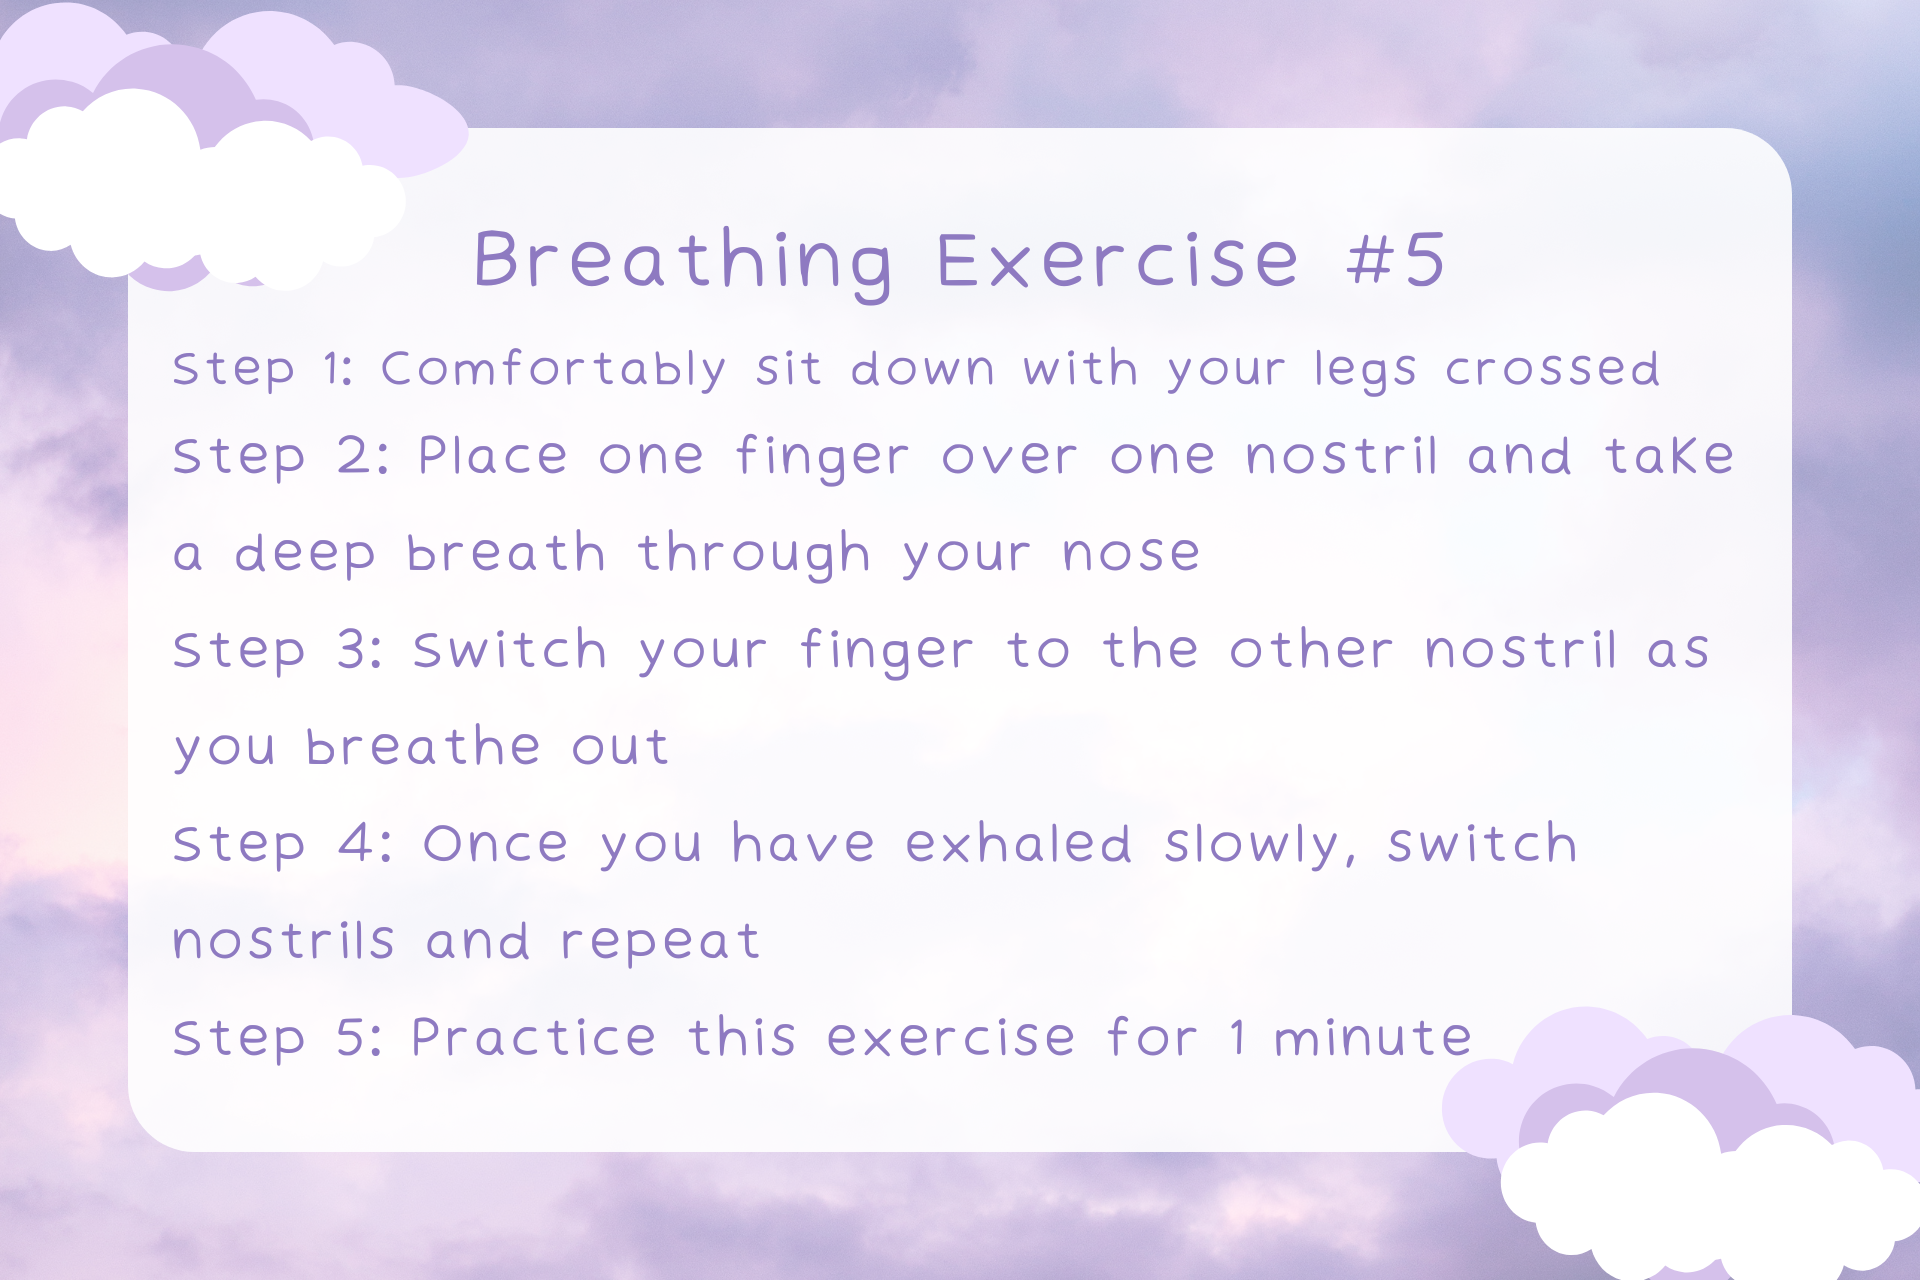 Breathing Exercise #5
Step 1: Comfortably sit down with your legs crossed
Step 2: Place one finger over one nostril and take
a deep breath through your nose
Step 3: Switch your finger to the other nostril as
you breathe out
Step 4: Once you have exhaled slowly, switch
nostrils and repeat
Step 5: Practice this exercise for 1 minute